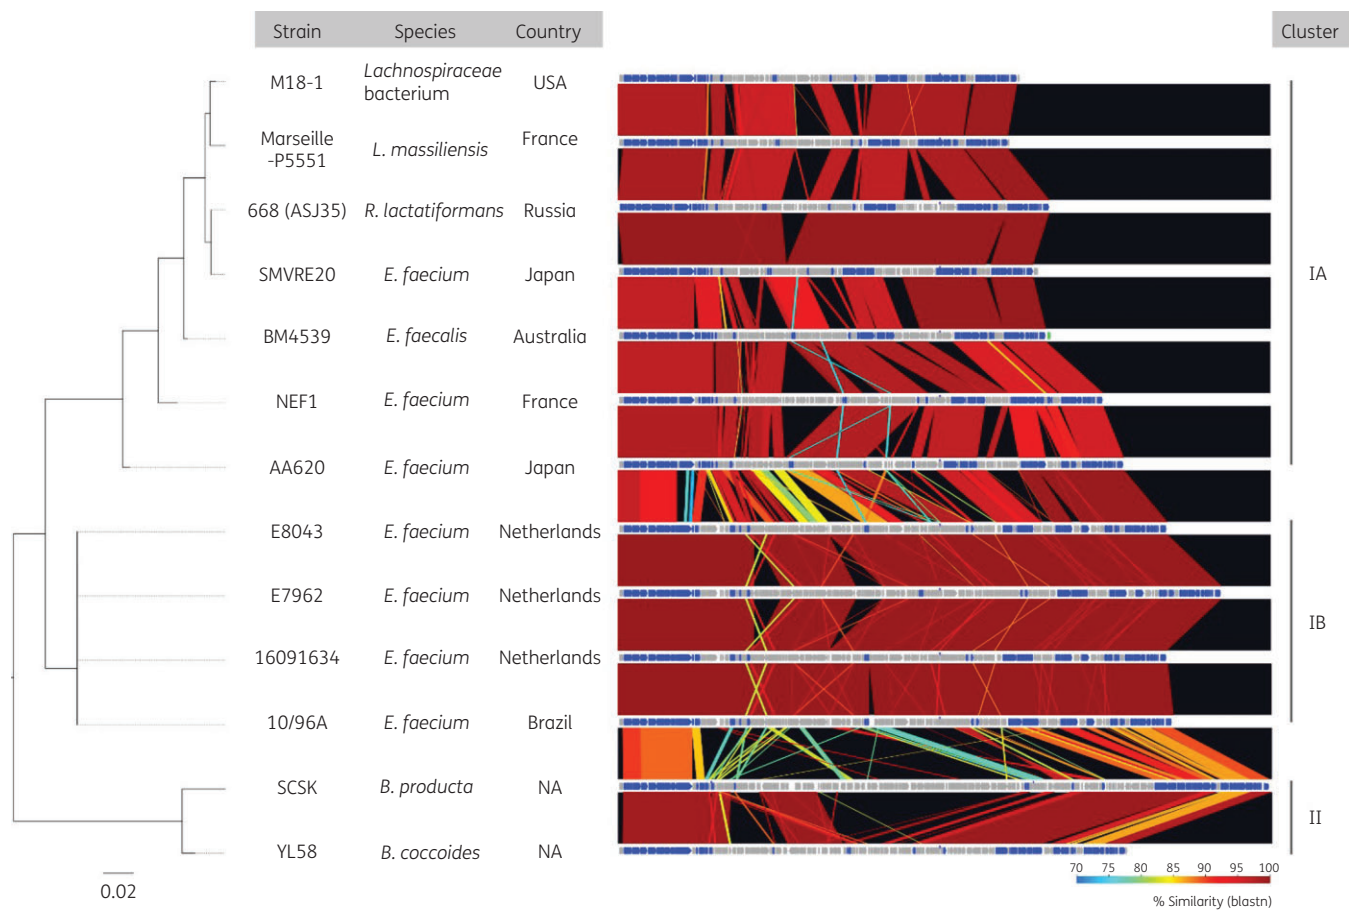 Strain Species Country Cluster
M18-1 Lachnospiraceae bacterium USA
Marseille -P5551 L. massiliensis France
668 (ASJ35) R. lactatiformans Russia
SMVRE20 E. faecium Japan IA
BM4539 E. faecalis Australia
NEF1 E. faecium France
AA620 E. faecium Japan
E8043 E. faecium Netherlands
E7962 E. faecium Netherlands IB
16091634 E. faecium Netherlands
10/96A E. faecium Brazil
SCSK B. producta NA II
YL58 B. coccoides NA
0.02
70 75 80 85 90 95 100
% Similarity (blastn)